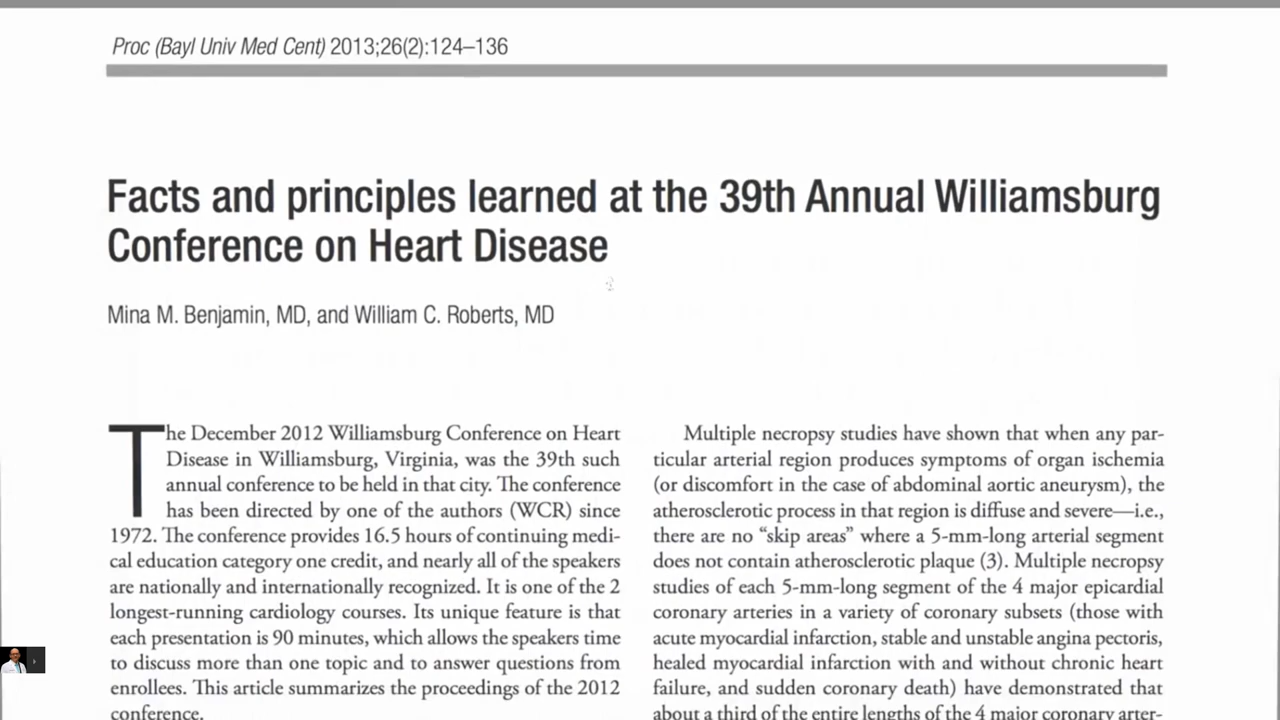 Proc (Bayl Univ Med Cent) 2013;26(2):124–136
Facts and principles learned at the 39th Annual Williamsburg
Conference on Heart Disease
Mina M. Benjamin, MD, and William C. Roberts, MD
The December 2012 Williamsburg Conference on Heart
Disease in Williamsburg, Virginia, was the 39th such
annual conference to be held in that city. The conference
has been directed by one of the authors (WCR) since
1972. The conference provides 16.5 hours of continuing medi-
cal education category one credit, and nearly all of the speakers
are nationally and internationally recognized. It is one of the 2
longest-running cardiology courses. Its unique feature is that
each presentation is 90 minutes, which allows the speakers time
to discuss more than one topic and to answer questions from
enrollees. This article summarizes the proceedings of the 2012
conference.
Multiple necropsy studies have shown that when any par-
ticular arterial region produces symptoms of organ ischemia
(or discomfort in the case of abdominal aortic aneurysm), the
atherosclerotic process in that region is diffuse and severe—i.e.,
there are no “skip areas” where a 5-mm-long arterial segment
does not contain atherosclerotic plaque (3). Multiple necropsy
studies of each 5-mm-long segment of the 4 major epicardial
coronary arteries in a variety of coronary subsets (those with
acute myocardial infarction, stable and unstable angina pectoris,
healed myocardial infarction with and without chronic heart
failure, and sudden coronary death) have demonstrated that
about a third of the entire lengths of the 4 major coronary arter-